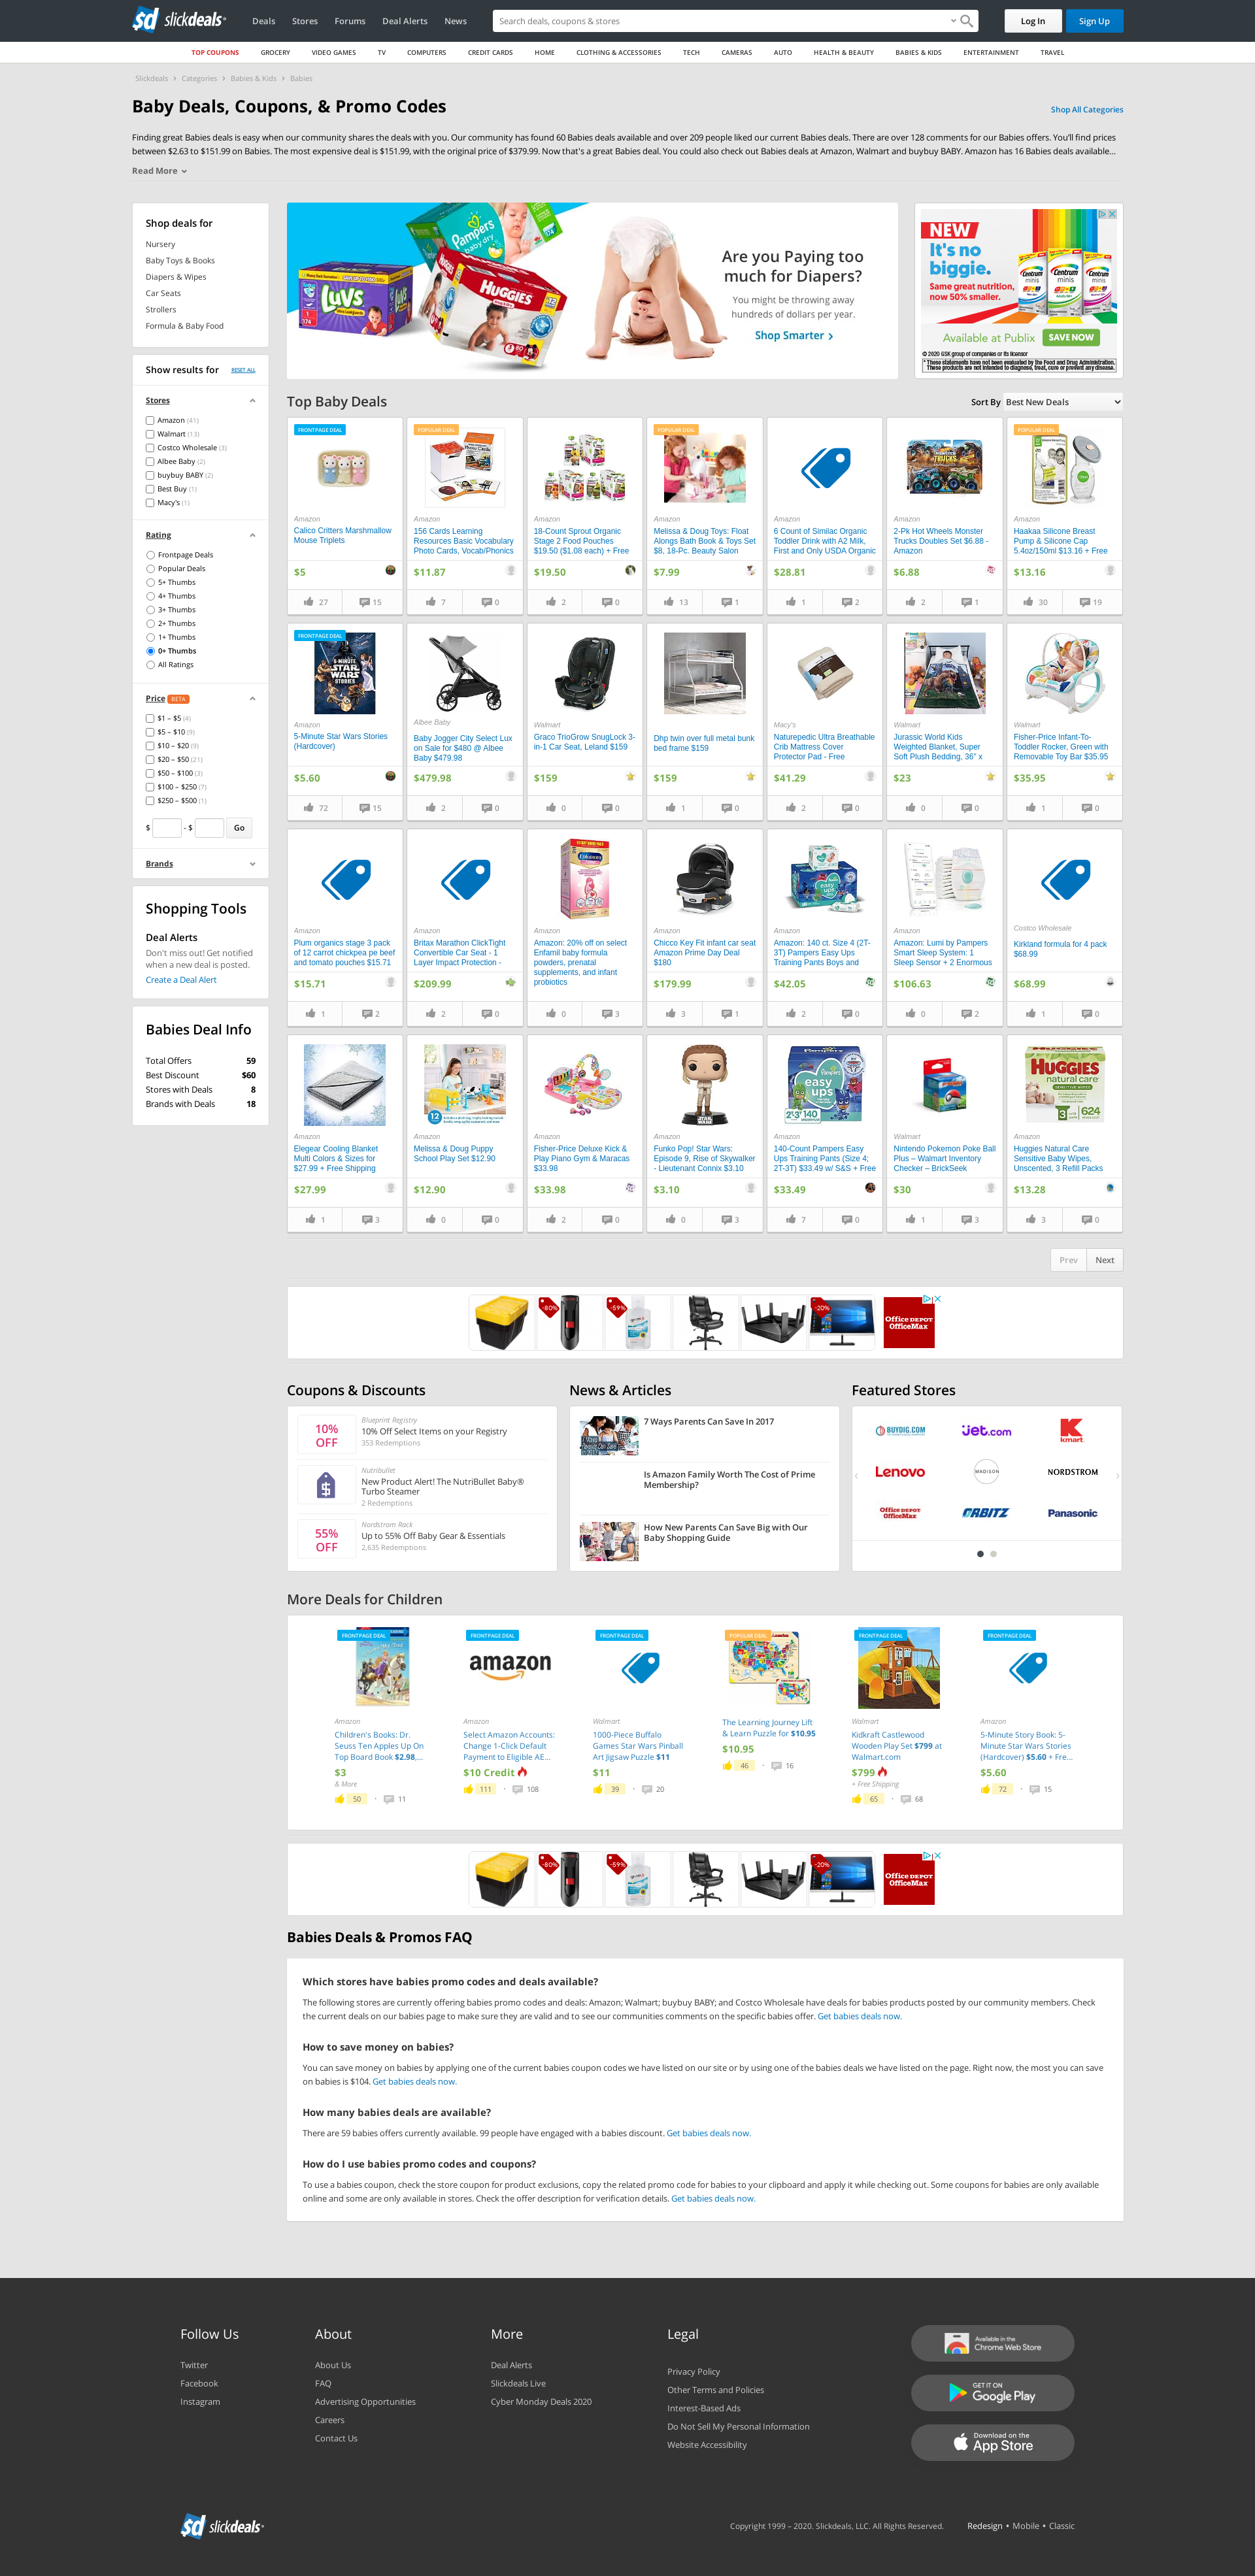 slickdeals
Deals Stores Forums Deal Alerts News
Search deals, coupons & stores
Log In
Sign Up
TOP COUPONS GROCERY VIDEO GAMES TV COMPUTERS CREDIT CARDS HOME CLOTHING & ACCESSORIES TECH CAMERAS AUTO HEALTH & BEAUTY BABIES & KIDS ENTERTAINMENT TRAVEL
Slickdeals › Categories › Babies & Kids › Babies
Baby Deals, Coupons, & Promo Codes
Shop All Categories
Finding great Babies deals is easy when our community shares the deals with you. Our community has found 60 Babies deals available and over 209 people liked our current Babies deals. There are over 128 comments for our Babies offers. You'll find prices
between $2.63 to $151.99 on Babies. The most expensive deal is $151.99, with the original price of $379.99. Now that's a great Babies deal. You could also check out Babies deals at Amazon, Walmart and buybuy BABY. Amazon has 16 Babies deals available...
Read More
Shop deals for
Nursery
Baby Toys & Books
Diapers & Wipes
Car Seats
Strollers
Formula & Baby Food
Show results for
RESET ALL
Stores
Amazon (41)
Walmart (13)
Costco Wholesale (3)
Albee Baby (2)
buybuy BABY (2)
Best Buy (1)
Macy's (1)
Rating
Frontpage Deals
Popular Deals
5+ Thumbs
4+ Thumbs
3+ Thumbs
2+ Thumbs
1+ Thumbs
0+ Thumbs
All Ratings
Price BETA
$1 – $5 (4)
$5 – $10 (9)
$10 – $20 (9)
$20 – $50 (21)
$50 – $100 (3)
$100 – $250 (7)
$250 – $500 (1)
$ - $ Go
Brands
Shopping Tools
Deal Alerts
Don't miss out! Get notified
when a new deal is posted.
Create a Deal Alert
Babies Deal Info
Total Offers 59
Best Discount $60
Stores with Deals 8
Brands with Deals 18
Luvs
Pampers
baby dry
HUGGIES
Are you Paying too
much for Diapers?
You might be throwing away
hundreds of dollars per year.
Shop Smarter ›
NEW
It's no
biggie.
Same great nutrition,
now 50% smaller.
Centrum
minis
Available at Publix
SAVE NOW
© 2020 GSK group of companies or its licensor
* These statements have not been evaluated by the Food and Drug Administration.
These products are not intended to diagnose, treat, cure or prevent any disease.
Top Baby Deals
Sort By Best New Deals
FRONTPAGE DEAL
Amazon
Calico Critters Marshmallow
Mouse Triplets
$5
27 15
POPULAR DEAL
Amazon
156 Cards Learning
Resources Basic Vocabulary
Photo Cards, Vocab/Phonics
$11.87
7 0
Amazon
18-Count Sprout Organic
Stage 2 Food Pouches
$19.50 ($1.08 each) + Free
$19.50
2 0
POPULAR DEAL
Amazon
Melissa & Doug Toys: Float
Alongs Bath Book & Toys Set
$8, 18-Pc. Beauty Salon
$7.99
13 1
Amazon
6 Count of Similac Organic
Toddler Drink with A2 Milk,
First and Only USDA Organic
$28.81
1 2
Amazon
2-Pk Hot Wheels Monster
Trucks Doubles Set $6.88 -
Amazon
$6.88
2 1
POPULAR DEAL
Amazon
Haakaa Silicone Breast
Pump & Silicone Cap
5.4oz/150ml $13.16 + Free
$13.16
30 19
FRONTPAGE DEAL
5-MINUTE
STAR WARS
STORIES
Amazon
5-Minute Star Wars Stories
(Hardcover)
$5.60
72 15
Albee Baby
Baby Jogger City Select Lux
on Sale for $480 @ Albee
Baby $479.98
$479.98
2 0
Walmart
Graco TrioGrow SnugLock 3-
in-1 Car Seat, Leland $159
$159
0 0
Dhp twin over full metal bunk
bed frame $159
$159
1 0
Macy's
Naturepedic Ultra Breathable
Crib Mattress Cover
Protector Pad - Free
$41.29
2 0
Walmart
Jurassic World Kids
Weighted Blanket, Super
Soft Plush Bedding, 36" x
$23
0 0
Walmart
Fisher-Price Infant-To-
Toddler Rocker, Green with
Removable Toy Bar $35.95
$35.95
1 0
Amazon
Plum organics stage 3 pack
of 12 carrot chickpea pe beef
and tomato pouches $15.71
$15.71
1 2
Amazon
Britax Marathon ClickTight
Convertible Car Seat - 1
Layer Impact Protection -
$209.99
2 0
Amazon
Amazon: 20% off on select
Enfamil baby formula
powders, prenatal
supplements, and infant
probiotics
0 3
Amazon
Chicco Key Fit infant car seat
Amazon Prime Day Deal
$180
$179.99
3 1
easy ups
Amazon
Amazon: 140 ct. Size 4 (2T-
3T) Pampers Easy Ups
Training Pants Boys and
$42.05
2 0
Amazon
Amazon: Lumi by Pampers
Smart Sleep System: 1
Sleep Sensor + 2 Enormous
$106.63
0 2
Costco Wholesale
Kirkland formula for 4 pack
$68.99
$68.99
1 0
Amazon
Elegear Cooling Blanket
Multi Colors & Sizes for
$27.99 + Free Shipping
$27.99
1 3
12
Amazon
Melissa & Doug Puppy
School Play Set $12.90
$12.90
0 0
Amazon
Fisher-Price Deluxe Kick &
Play Piano Gym & Maracas
$33.98
$33.98
2 0
STAR WARS
Amazon
Funko Pop! Star Wars:
Episode 9, Rise of Skywalker
- Lieutenant Connix $3.10
$3.10
0 3
Pampers
easy ups
2T-3T 140
Amazon
140-Count Pampers Easy
Ups Training Pants (Size 4;
2T-3T) $33.49 w/ S&S + Free
$33.49
7 0
Walmart
Nintendo Pokemon Poke Ball
Plus – Walmart Inventory
Checker – BrickSeek
$30
1 3
HUGGIES
natural care
SENSITIVE WIPES
3 624
Amazon
Huggies Natural Care
Sensitive Baby Wipes,
Unscented, 3 Refill Packs
$13.28
3 0
Prev Next
-80% -59% -20%
Office DEPOT
OfficeMax
Coupons & Discounts
10%
OFF
Blueprint Registry
10% Off Select Items on your Registry
353 Redemptions
Nutribullet
New Product Alert! The NutriBullet Baby®
Turbo Steamer
2 Redemptions
55%
OFF
Nordstrom Rack
Up to 55% Off Baby Gear & Essentials
2,635 Redemptions
News & Articles
7 Ways Parents Can Save In 2017
Is Amazon Family Worth The Cost of Prime
Membership?
How New Parents Can Save Big with Our
Baby Shopping Guide
Featured Stores
BUYDIG.COM jet.com kmart
Lenovo MADISON NORDSTROM
Office DEPOT OfficeMax ORBITZ Panasonic
More Deals for Children
FRONTPAGE DEAL
Amazon
Children's Books: Dr.
Seuss Ten Apples Up On
Top Board Book $2.98,...
$3
& More
50 · 11
FRONTPAGE DEAL
amazon
Amazon
Select Amazon Accounts:
Change 1-Click Default
Payment to Eligible AE...
$10 Credit
111 · 108
FRONTPAGE DEAL
Walmart
1000-Piece Buffalo
Games Star Wars Pinball
Art Jigsaw Puzzle $11
$11
39 · 20
POPULAR DEAL
The Learning Journey Lift
& Learn Puzzle for $10.95
$10.95
46 · 16
FRONTPAGE DEAL
Walmart
Kidkraft Castlewood
Wooden Play Set $799 at
Walmart.com
$799
+ Free Shipping
65 · 68
FRONTPAGE DEAL
Amazon
5-Minute Story Book: 5-
Minute Star Wars Stories
(Hardcover) $5.60 + Fre...
$5.60
72 · 15
-80% -59% -20%
Office DEPOT
OfficeMax
Babies Deals & Promos FAQ
Which stores have babies promo codes and deals available?
The following stores are currently offering babies promo codes and deals: Amazon; Walmart; buybuy BABY; and Costco Wholesale have deals for babies products posted by our community members. Check
the current deals on our babies page to make sure they are valid and to see our communities comments on the specific babies offer. Get babies deals now.
How to save money on babies?
You can save money on babies by applying one of the current babies coupon codes we have listed on our site or by using one of the babies deals we have listed on the page. Right now, the most you can save
on babies is $104. Get babies deals now.
How many babies deals are available?
There are 59 babies offers currently available. 99 people have engaged with a babies discount. Get babies deals now.
How do I use babies promo codes and coupons?
To use a babies coupon, check the store coupon for product exclusions, copy the related promo code for babies to your clipboard and apply it while checking out. Some coupons for babies are only available
online and some are only available in stores. Check the offer description for verification details. Get babies deals now.
Follow Us
Twitter
Facebook
Instagram
About
About Us
FAQ
Advertising Opportunities
Careers
Contact Us
More
Deal Alerts
Slickdeals Live
Cyber Monday Deals 2020
Legal
Privacy Policy
Other Terms and Policies
Interest-Based Ads
Do Not Sell My Personal Information
Website Accessibility
Available in the
Chrome Web Store
GET IT ON
Google Play
Download on the
App Store
slickdeals
Copyright 1999 – 2020. Slickdeals, LLC. All Rights Reserved.
Redesign • Mobile • Classic